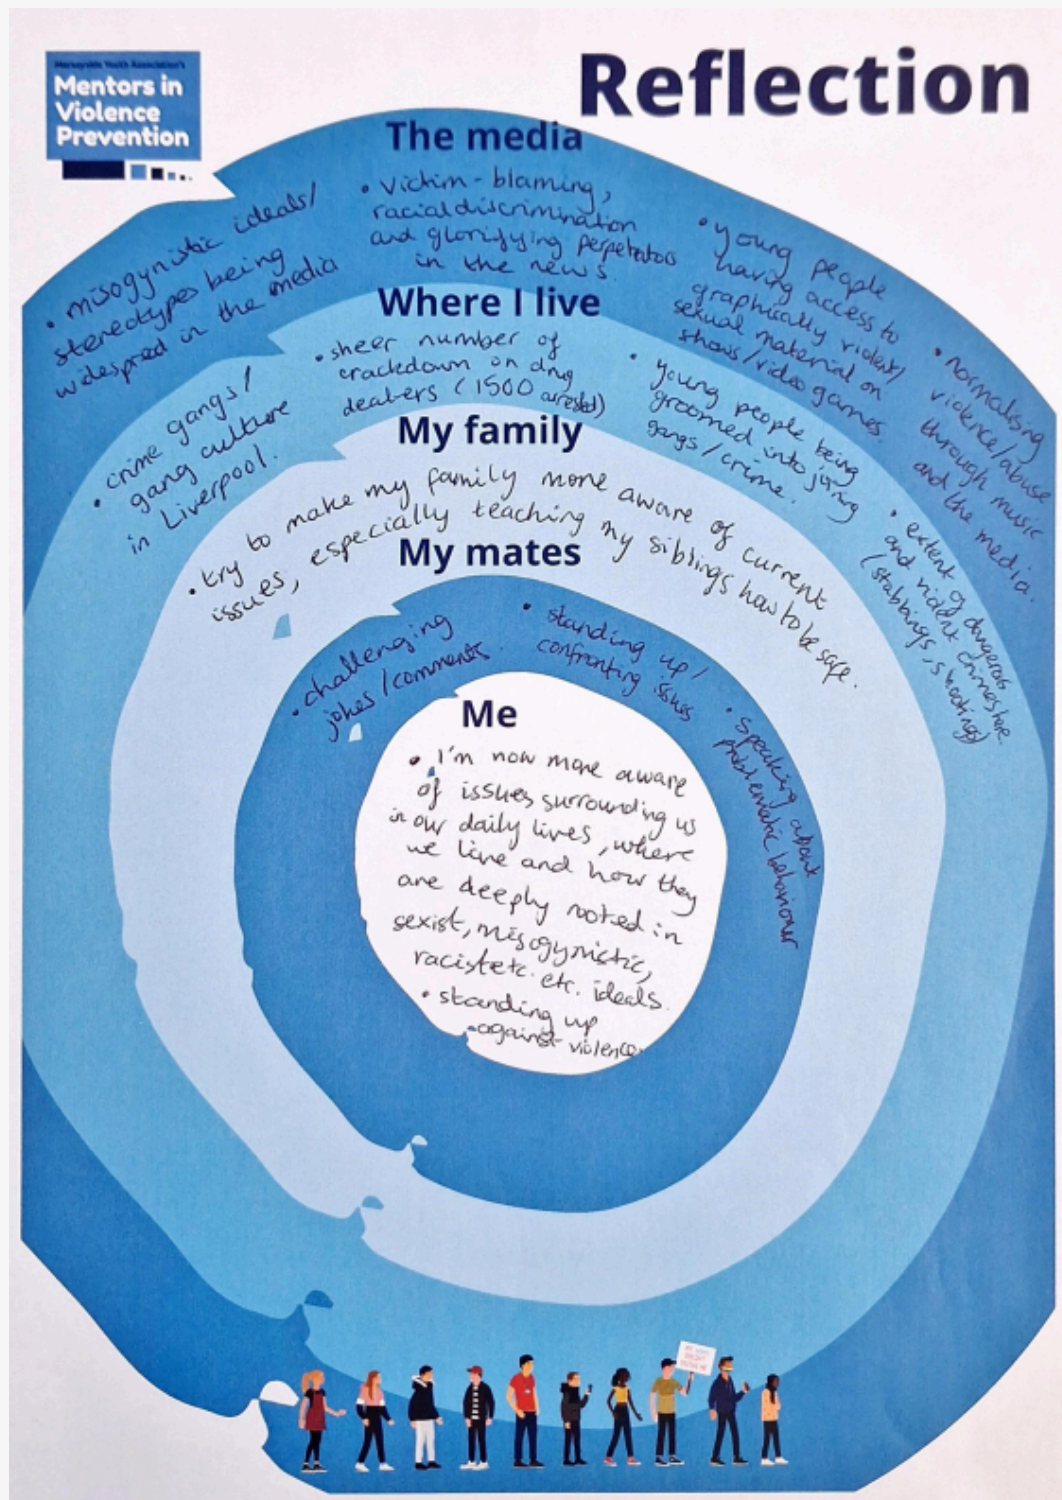 Merseyside Youth Association's
Mentors in
Violence
Prevention
Reflection
The media
• misogynistic ideals/
stereotypes being
widespred in the media
• victim-blaming,
racial discrimination
and glorifying perpetrators
in the news.
• young people
having access to
graphically violent/
sexual material on
shows/video games.
• normalising
violence/abuse
through music
and the media.
Where I live
• crime gangs/
gang culture
in Liverpool.
• sheer number of
crackdown on drug
dealers (1500 arrested)
• young people being
groomed into joining
gangs/crime.
• extent of dangerous
and violent crimes here.
(stabbings, shootings)
My family
• try to make my family more aware of current
issues, especially teaching my siblings how to be safe.
My mates
• challenging
jokes/comments.
• standing up/
confronting issues
• speaking about
problematic behaviour
Me
• I'm now more aware
of issues surrounding us
in our daily lives, where
we live and how they
are deeply rooted in
sexist, misogynistic,
racist etc. etc. ideals.
• standing up
against violence